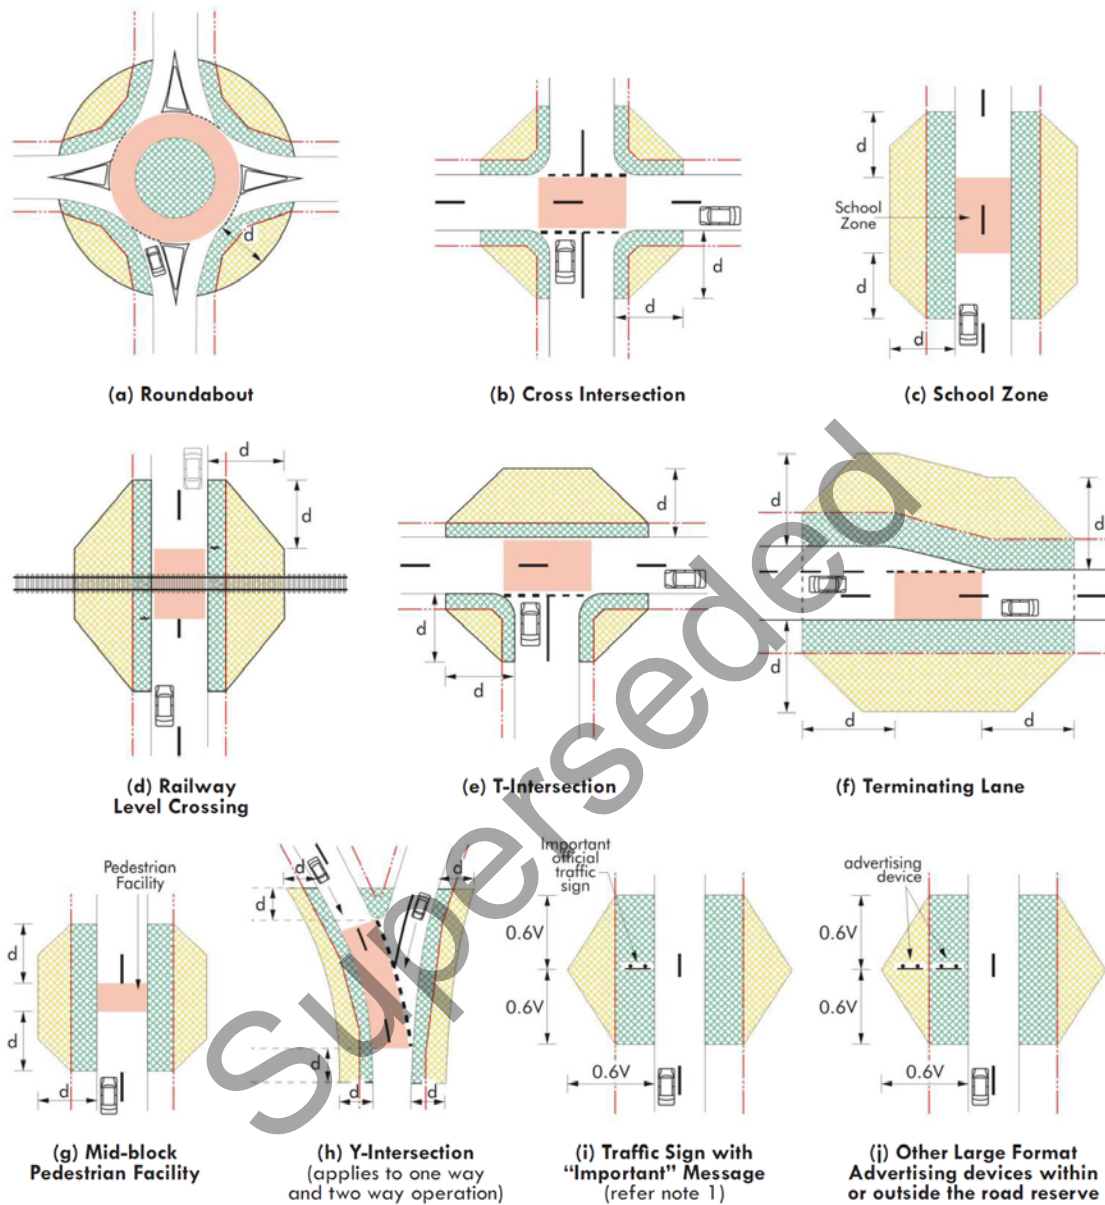 d
(a) Roundabout
d
d
(b) Cross Intersection
d
School
Zone
d
d
(c) School Zone
d
d
(d) Railway
Level Crossing
d
d
d
(e) T-Intersection
d
d
d
d
d
(f) Terminating Lane
Pedestrian
Facility
d
d
d
(g) Mid-block
Pedestrian Facility
d
d
d
d
d
d
(h) Y-Intersection
(applies to one way
and two way operation)
Important
official
traffic
sign
0.6V
0.6V
0.6V
(i) Traffic Sign with
“Important” Message
(refer note 1)
advertising
device
0.6V
0.6V
0.6V
(j) Other Large Format
Advertising devices within
or outside the road reserve
Superseded